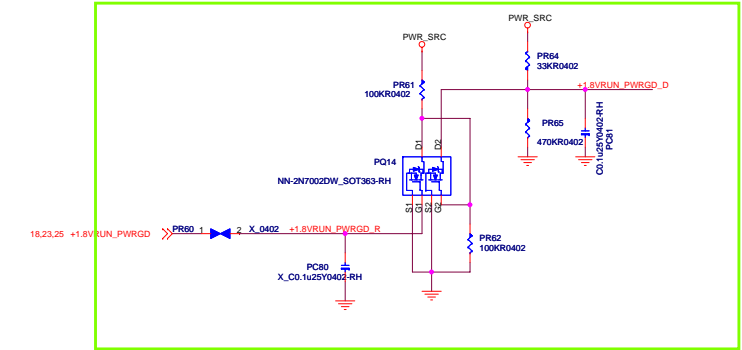 PWR_SRC
PWR_SRC
PR64
33KR0402
PR61
100KR0402
+1.8VRUN_PWRGD_D
PR65
470KR0402
C0.1u25Y0402-RH
PC81
D1
D2
PQ14
NN-2N7002DW_SOT363-RH
S1
G1
S2
G2
18,23,25 +1.8VRUN_PWRGD
PR60
1
2
X_0402
+1.8VRUN_PWRGD_R
PR62
100KR0402
PC80
X_C0.1u25Y0402-RH